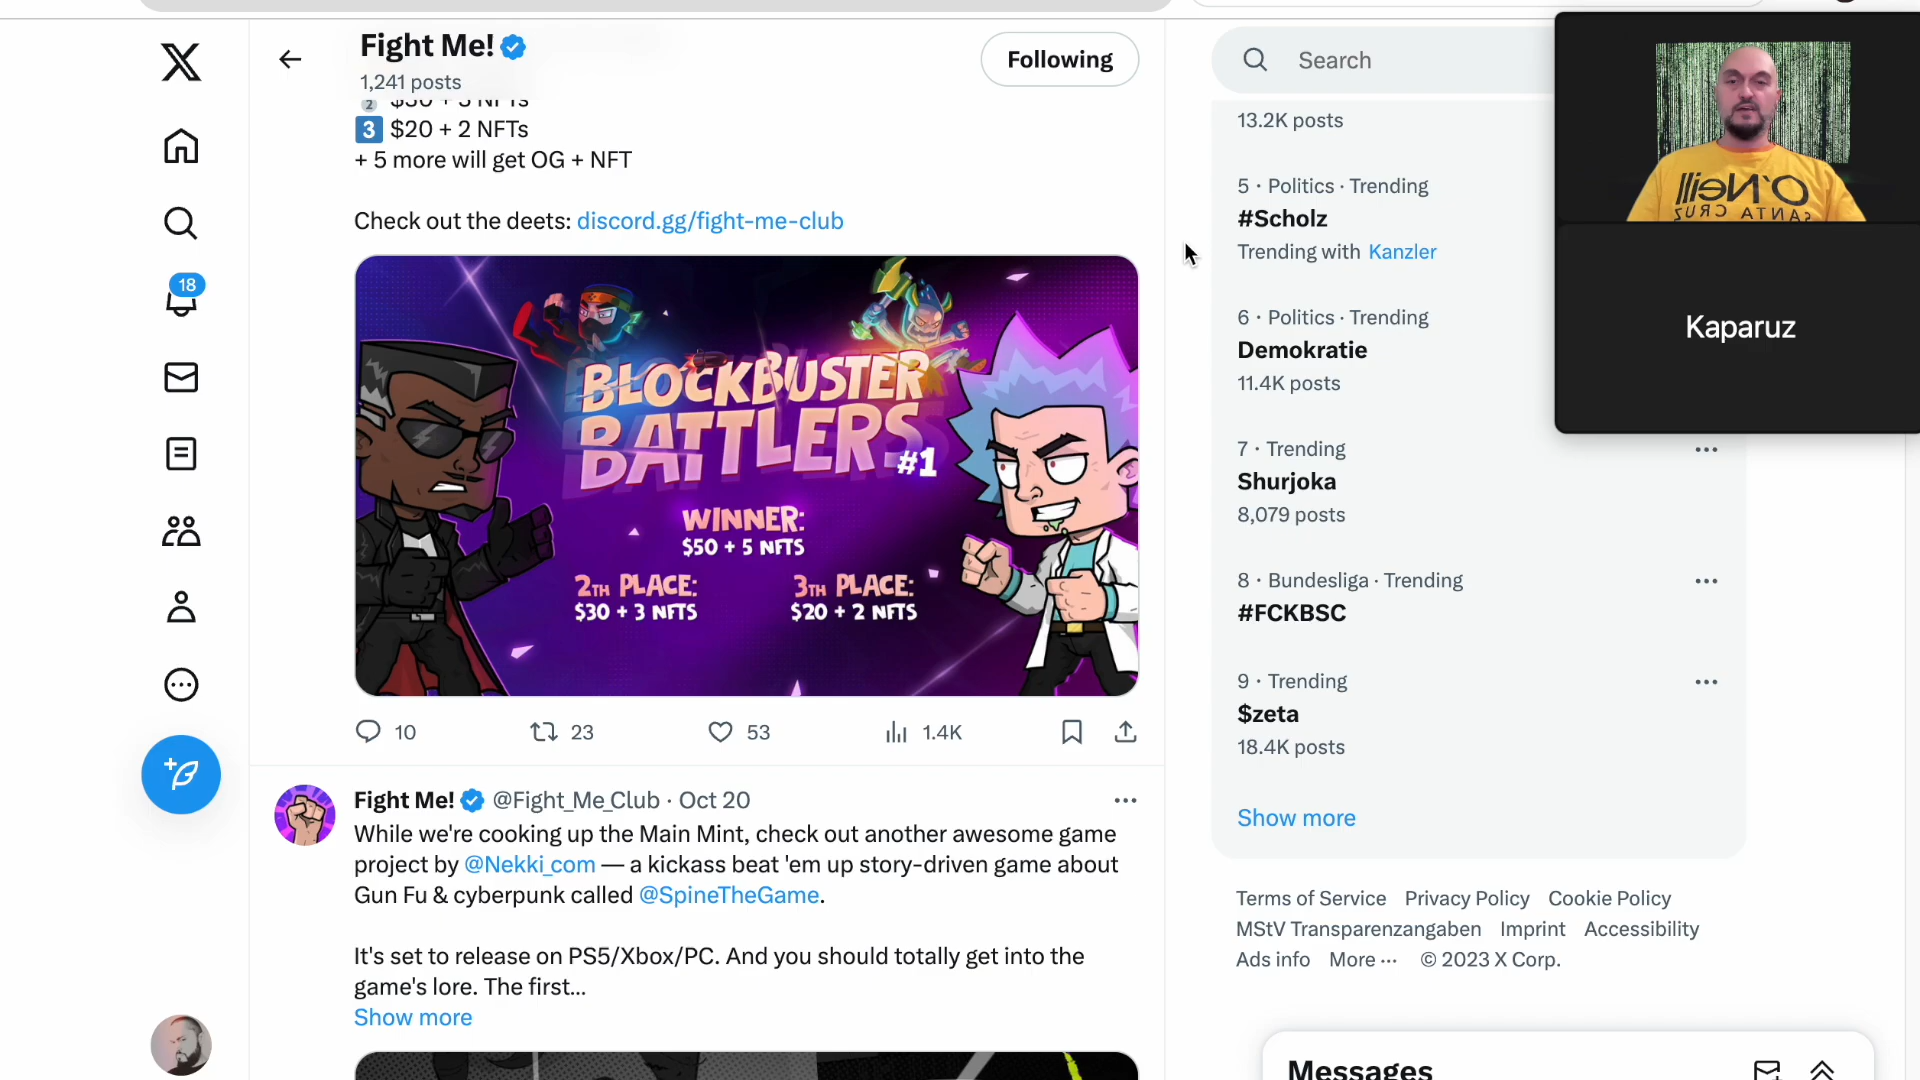 Fight Me!
1,241 posts
Following
2 $30 + 3 NFTs
3 $20 + 2 NFTs
+ 5 more will get OG + NFT
Check out the deets: discord.gg/fight-me-club
BLOCKBUSTER
BATTLERS
#1
WINNER:
$50 + 5 NFTS
2TH PLACE:
$30 + 3 NFTS
3TH PLACE:
$20 + 2 NFTS
10
23
53
1.4K
Fight Me! @Fight_Me_Club · Oct 20
While we're cooking up the Main Mint, check out another awesome game
project by @Nekki_com — a kickass beat 'em up story-driven game about
Gun Fu & cyberpunk called @SpineTheGame.
It's set to release on PS5/Xbox/PC. And you should totally get into the
game's lore. The first...
Show more
18
Search
13.2K posts
5 · Politics · Trending
#Scholz
Trending with Kanzler
6 · Politics · Trending
Demokratie
11.4K posts
7 · Trending
Shurjoka
8,079 posts
8 · Bundesliga · Trending
#FCKBSC
9 · Trending
$zeta
18.4K posts
Show more
Terms of Service Privacy Policy Cookie Policy
MStV Transparenzangaben Imprint Accessibility
Ads info More ··· © 2023 X Corp.
Messages
O'Neill
SANTA CRUZ
Kaparuz